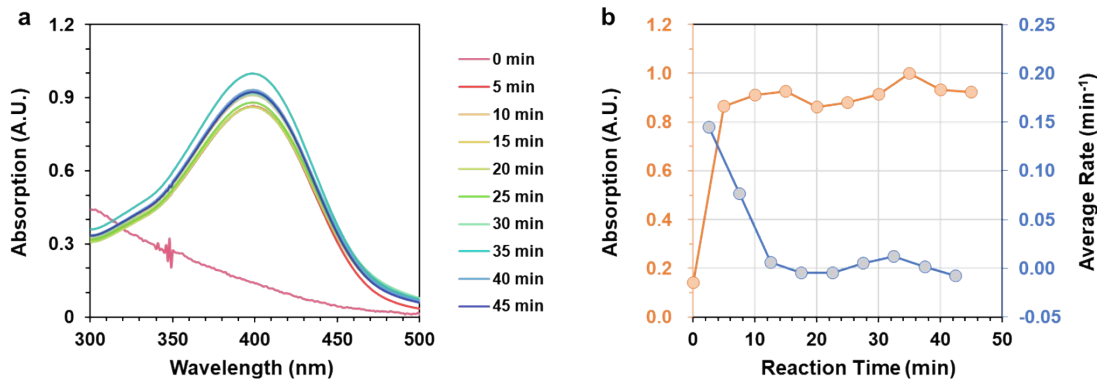 a
1.2
0.9
0.6
0.3
0
300
350
400
450
500
Absorption (A.U.)
Wavelength (nm)
0 min
5 min
10 min
15 min
20 min
25 min
30 min
35 min
40 min
45 min
b
1.2
1.0
0.8
0.6
0.4
0.2
0.0
Absorption (A.U.)
0
10
20
30
40
50
Reaction Time (min)
0.25
0.20
0.15
0.10
0.05
0.00
-0.05
Average Rate (min⁻¹)